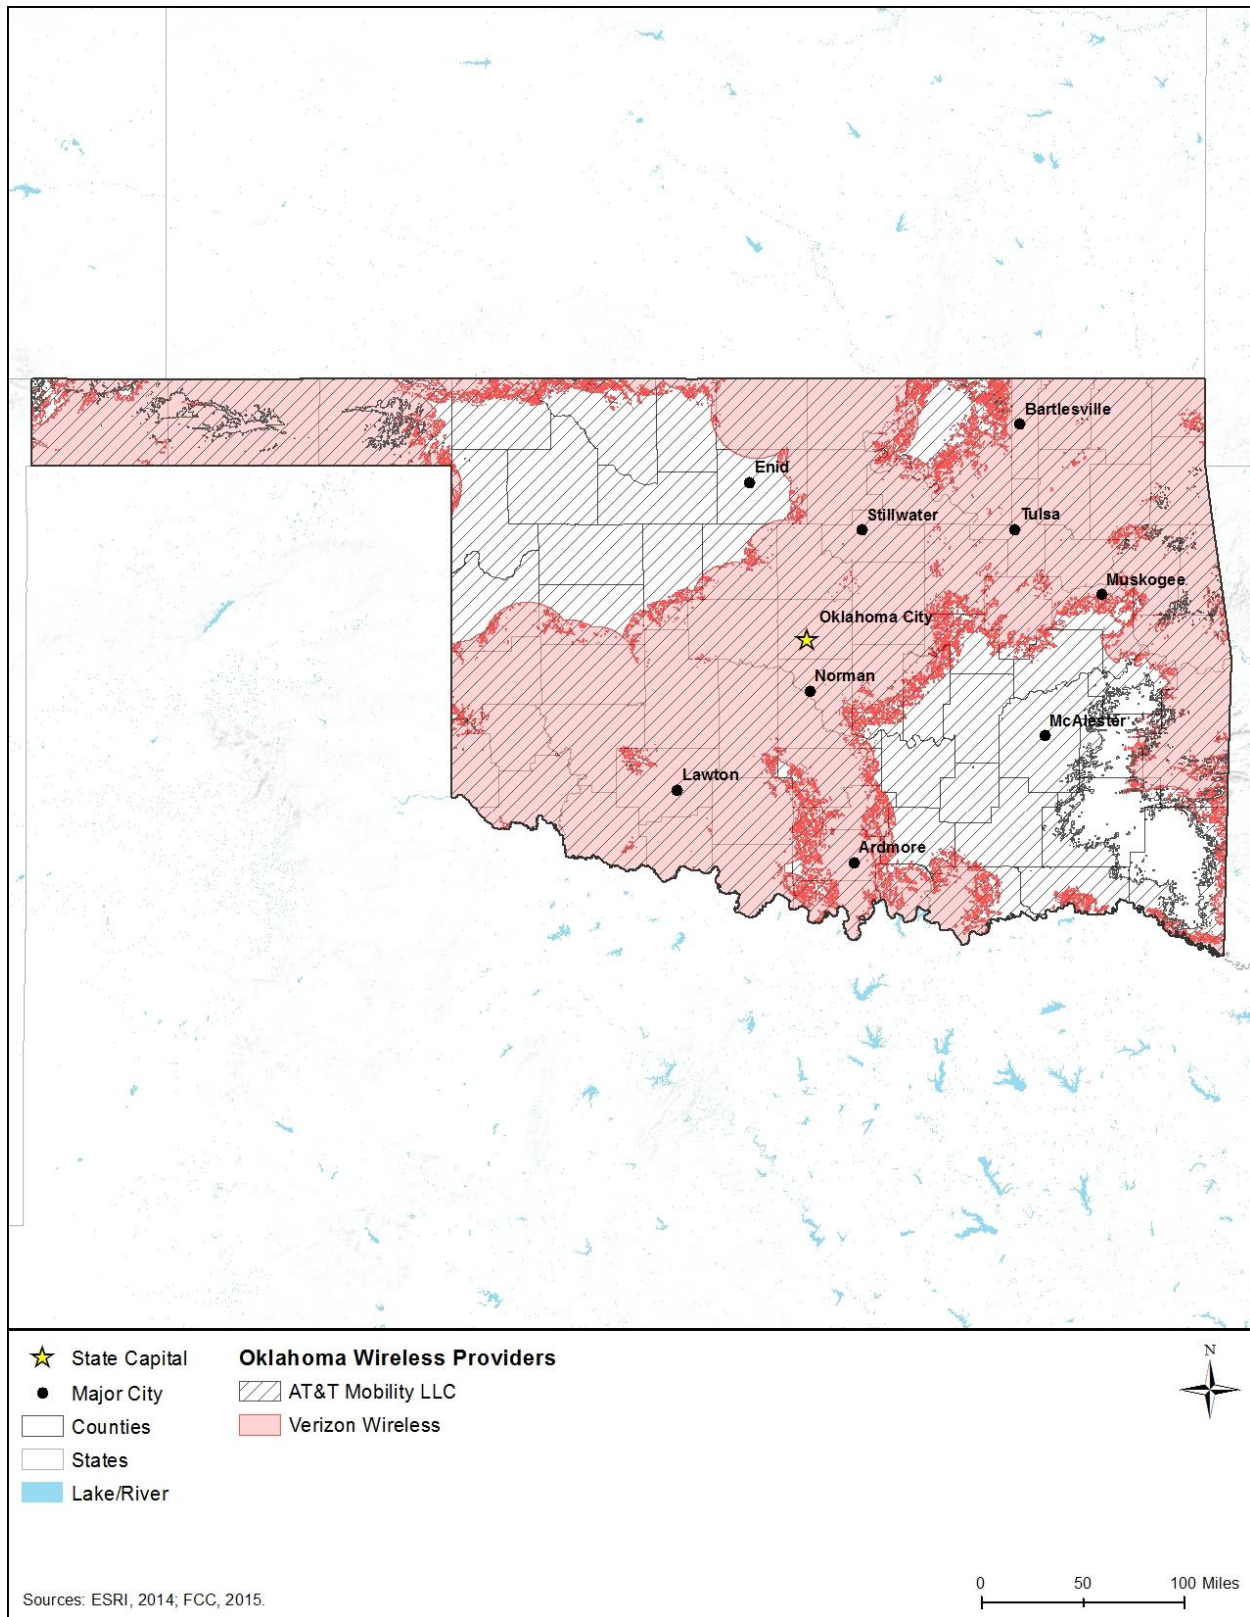 Bartlesville
Enid
Stillwater
Tulsa
Muskogee
Oklahoma City
Norman
McAlester
Lawton
Ardmore
State Capital
Major City
Counties
States
Lake/River
Oklahoma Wireless Providers
AT&T Mobility LLC
Verizon Wireless
N
Sources: ESRI, 2014; FCC, 2015.
0 50 100 Miles